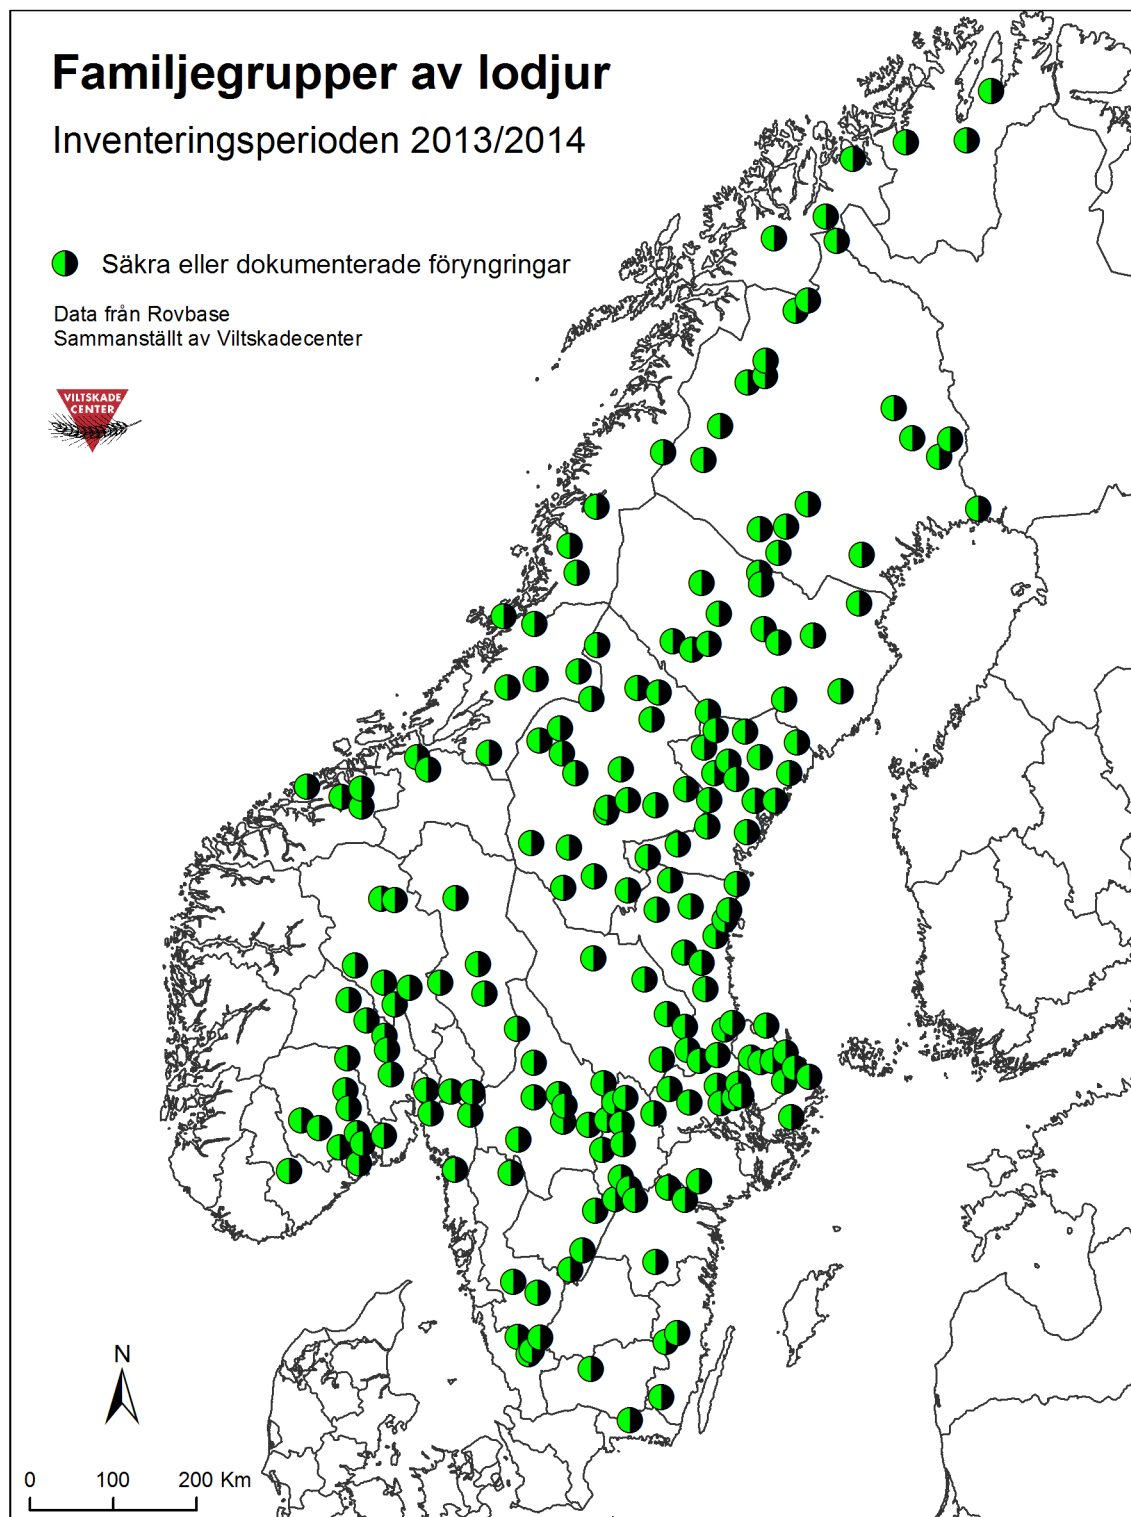 Familjegrupper av lodjur
Inventeringsperioden 2013/2014
Säkra eller dokumenterade föryngringar
Data från Rovbase
Sammanställt av Viltskadecenter
VILTSKADE
CENTER
N
0 100 200 Km